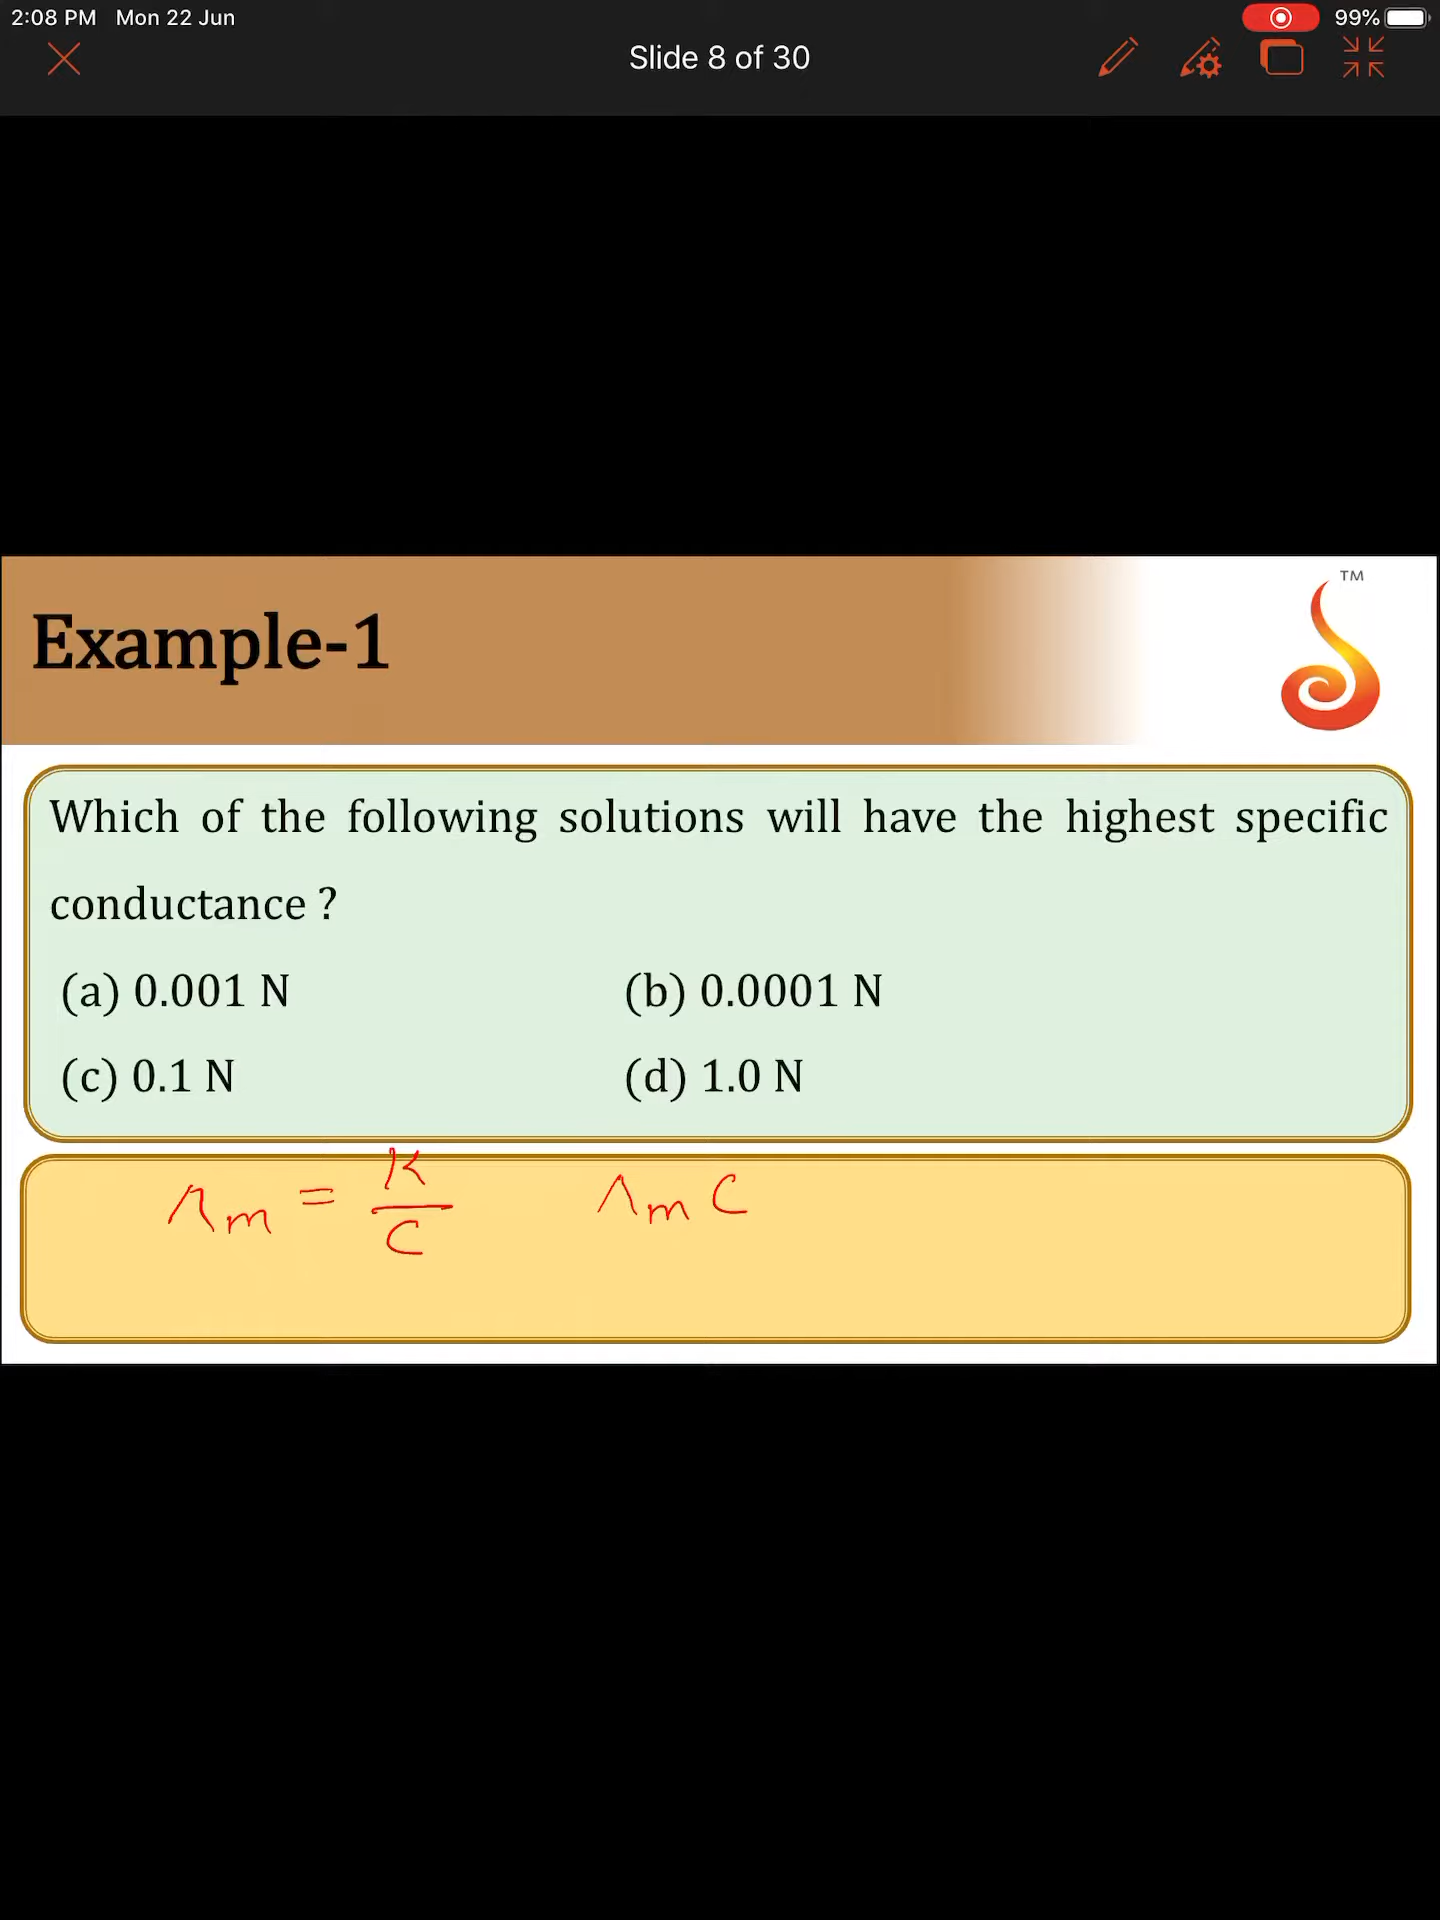 2:08 PM Mon 22 Jun 99%
Slide 8 of 30
TM
Example-1
Which of the following solutions will have the highest specific
conductance ?
(a) 0.001 N (b) 0.0001 N
(c) 0.1 N (d) 1.0 N
Λm = K/C Λm C